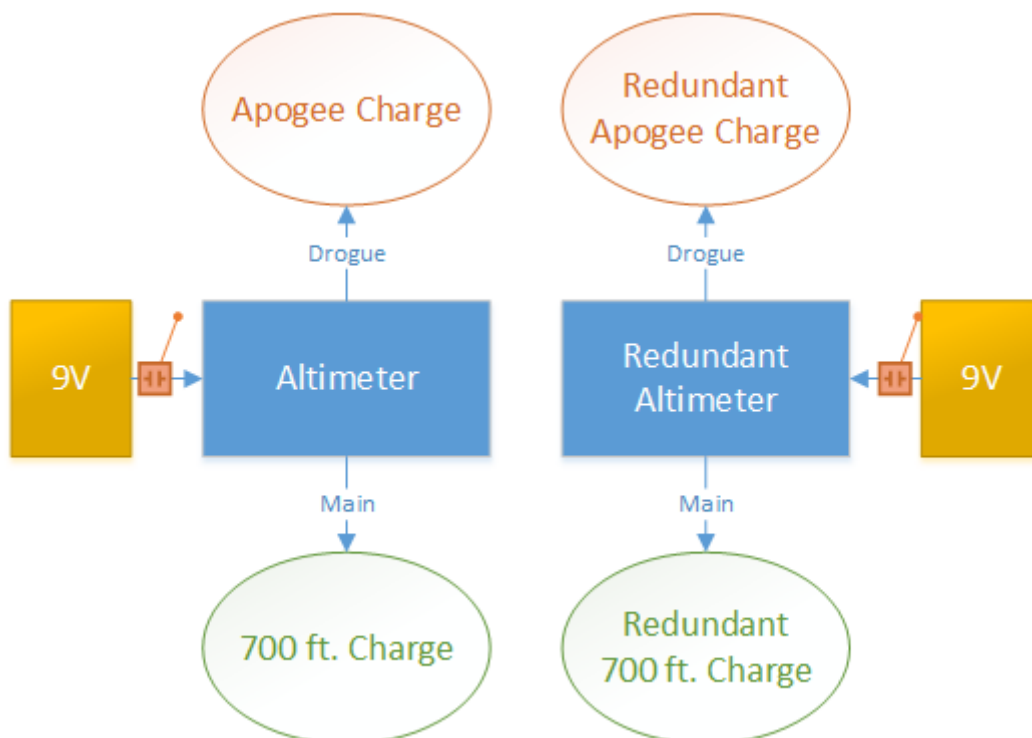 Apogee Charge
Redundant
Apogee Charge
Drogue
Drogue
9V
Altimeter
Redundant
Altimeter
9V
Main
Main
700 ft. Charge
Redundant
700 ft. Charge